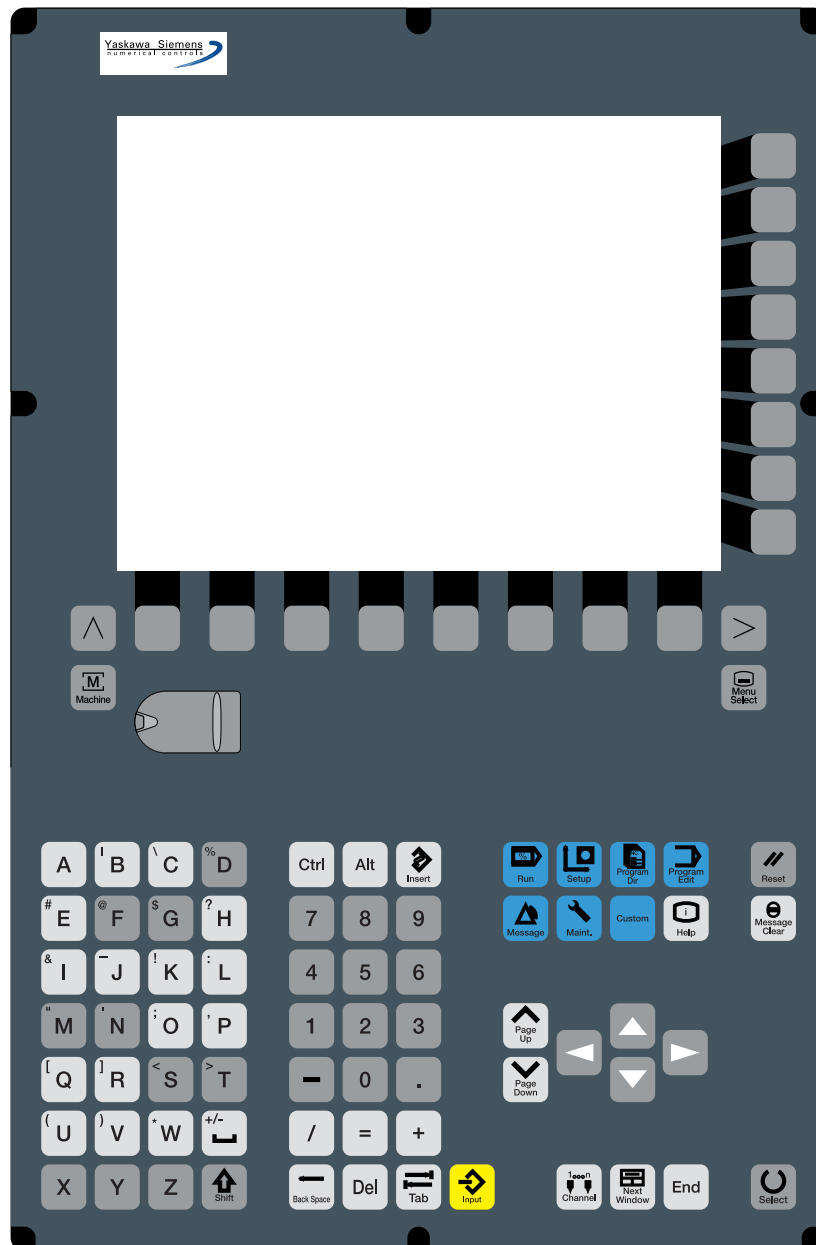 Yaskawa Siemens
numerical controls
>
M
Machine
Menu
Select
A
' B
\ C
% D
Ctrl
Alt
Insert
%
Run
Setup
NC
Program
Dir
Program
Edit
Reset
# E
@ F
$ G
? H
7
8
9
Message
Maint.
Custom
i
Help
Message
Clear
& I
– J
! K
: L
4
5
6
" M
' N
; O
, P
1
2
3
Page
Up
[ Q
] R
< S
> T
–
0
.
Page
Down
( U
) V
* W
+/-
/
=
+
X
Y
Z
Shift
Back Space
Del
Tab
Input
1 n
Channel
Next
Window
End
Select